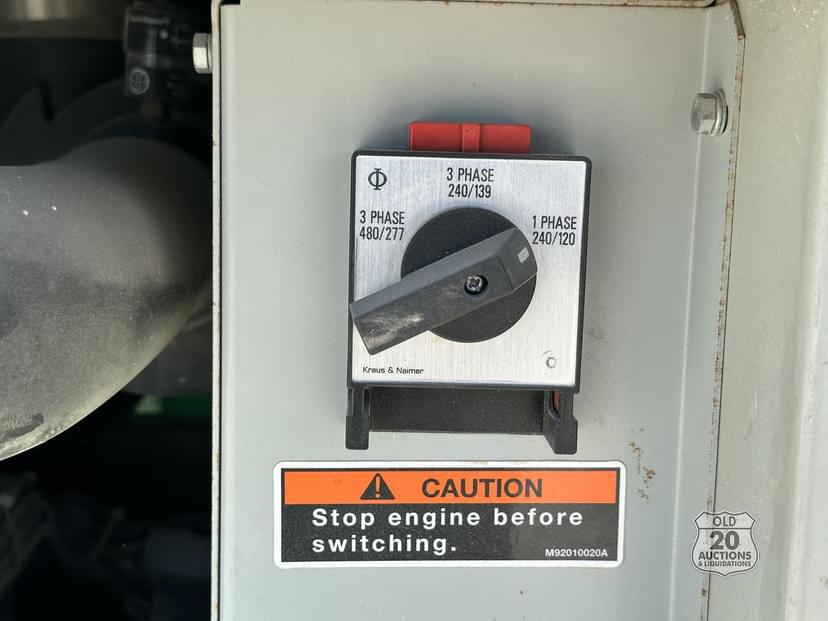 Φ
3 PHASE
240/139
3 PHASE
480/277
1 PHASE
240/120
Kraus & Naimer
CAUTION
Stop engine before
switching.
M92010020A
OLD
20
AUCTIONS
& LIQUIDATIONS